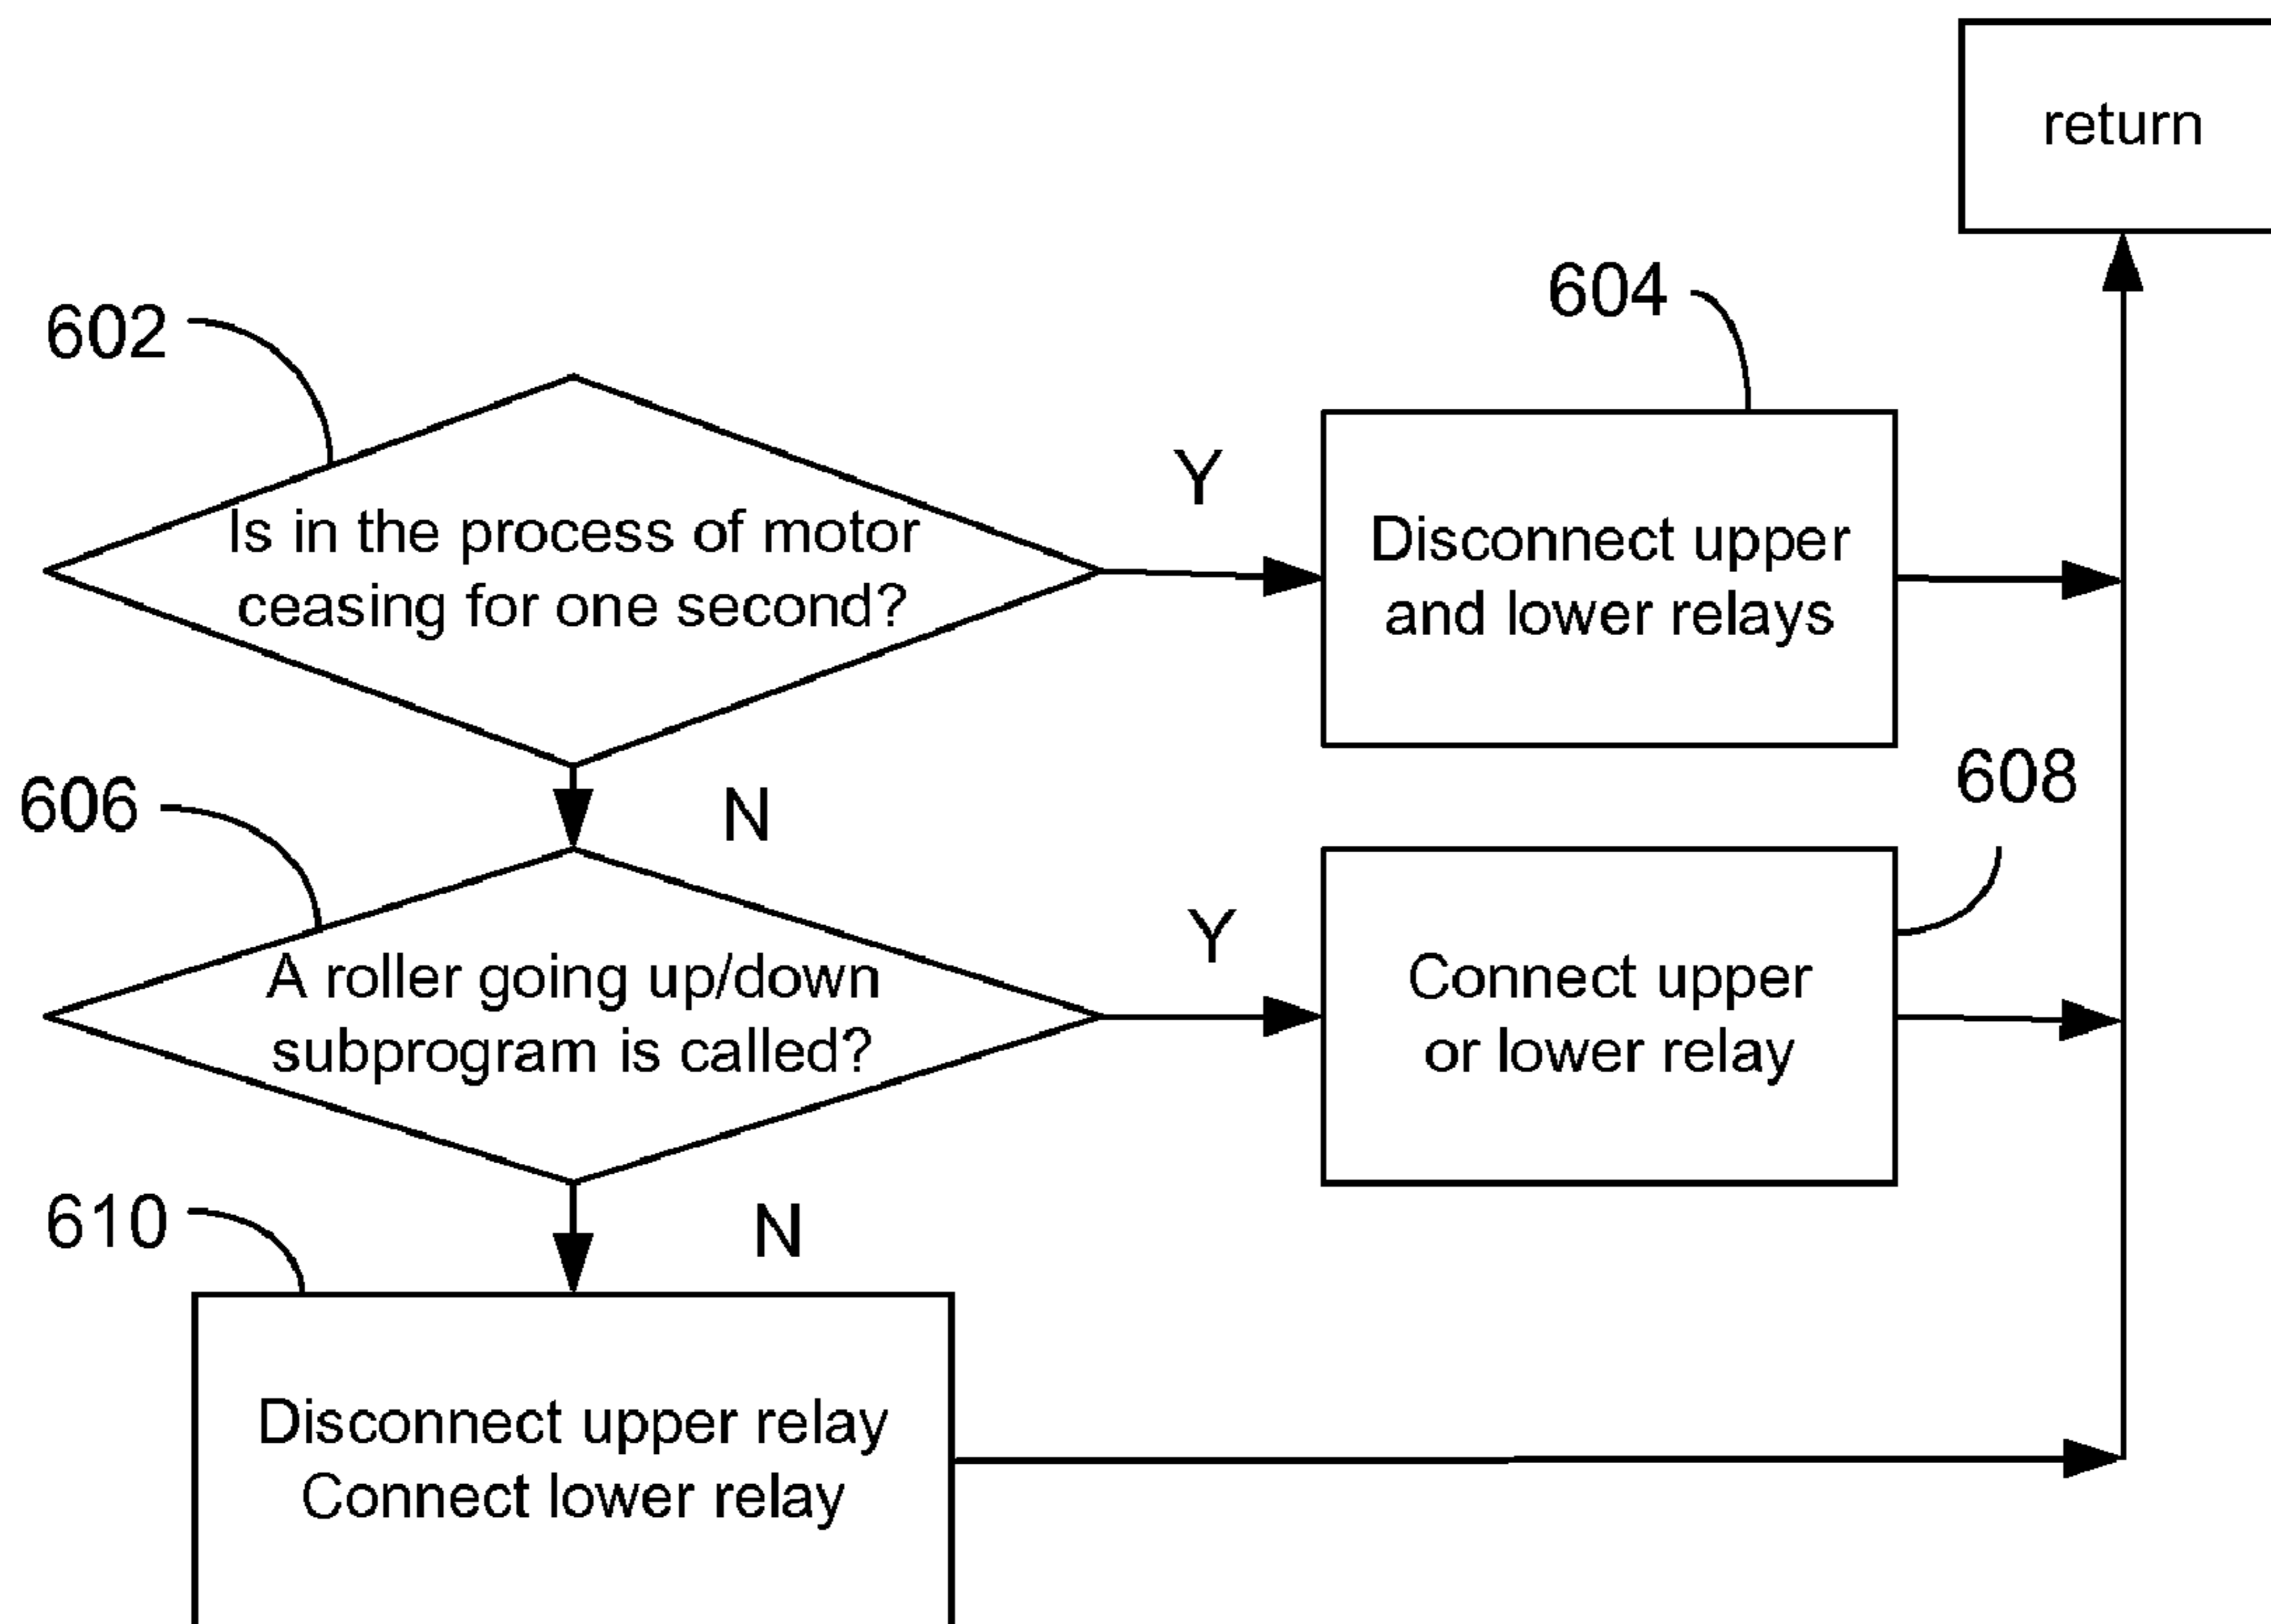 return
604
602
Y
Is in the process of motor
ceasing for one second?
Disconnect upper
and lower relays
608
606
N
Y
A roller going up/down
subprogram is called?
Connect upper
or lower relay
610
N
Disconnect upper relay
Connect lower relay